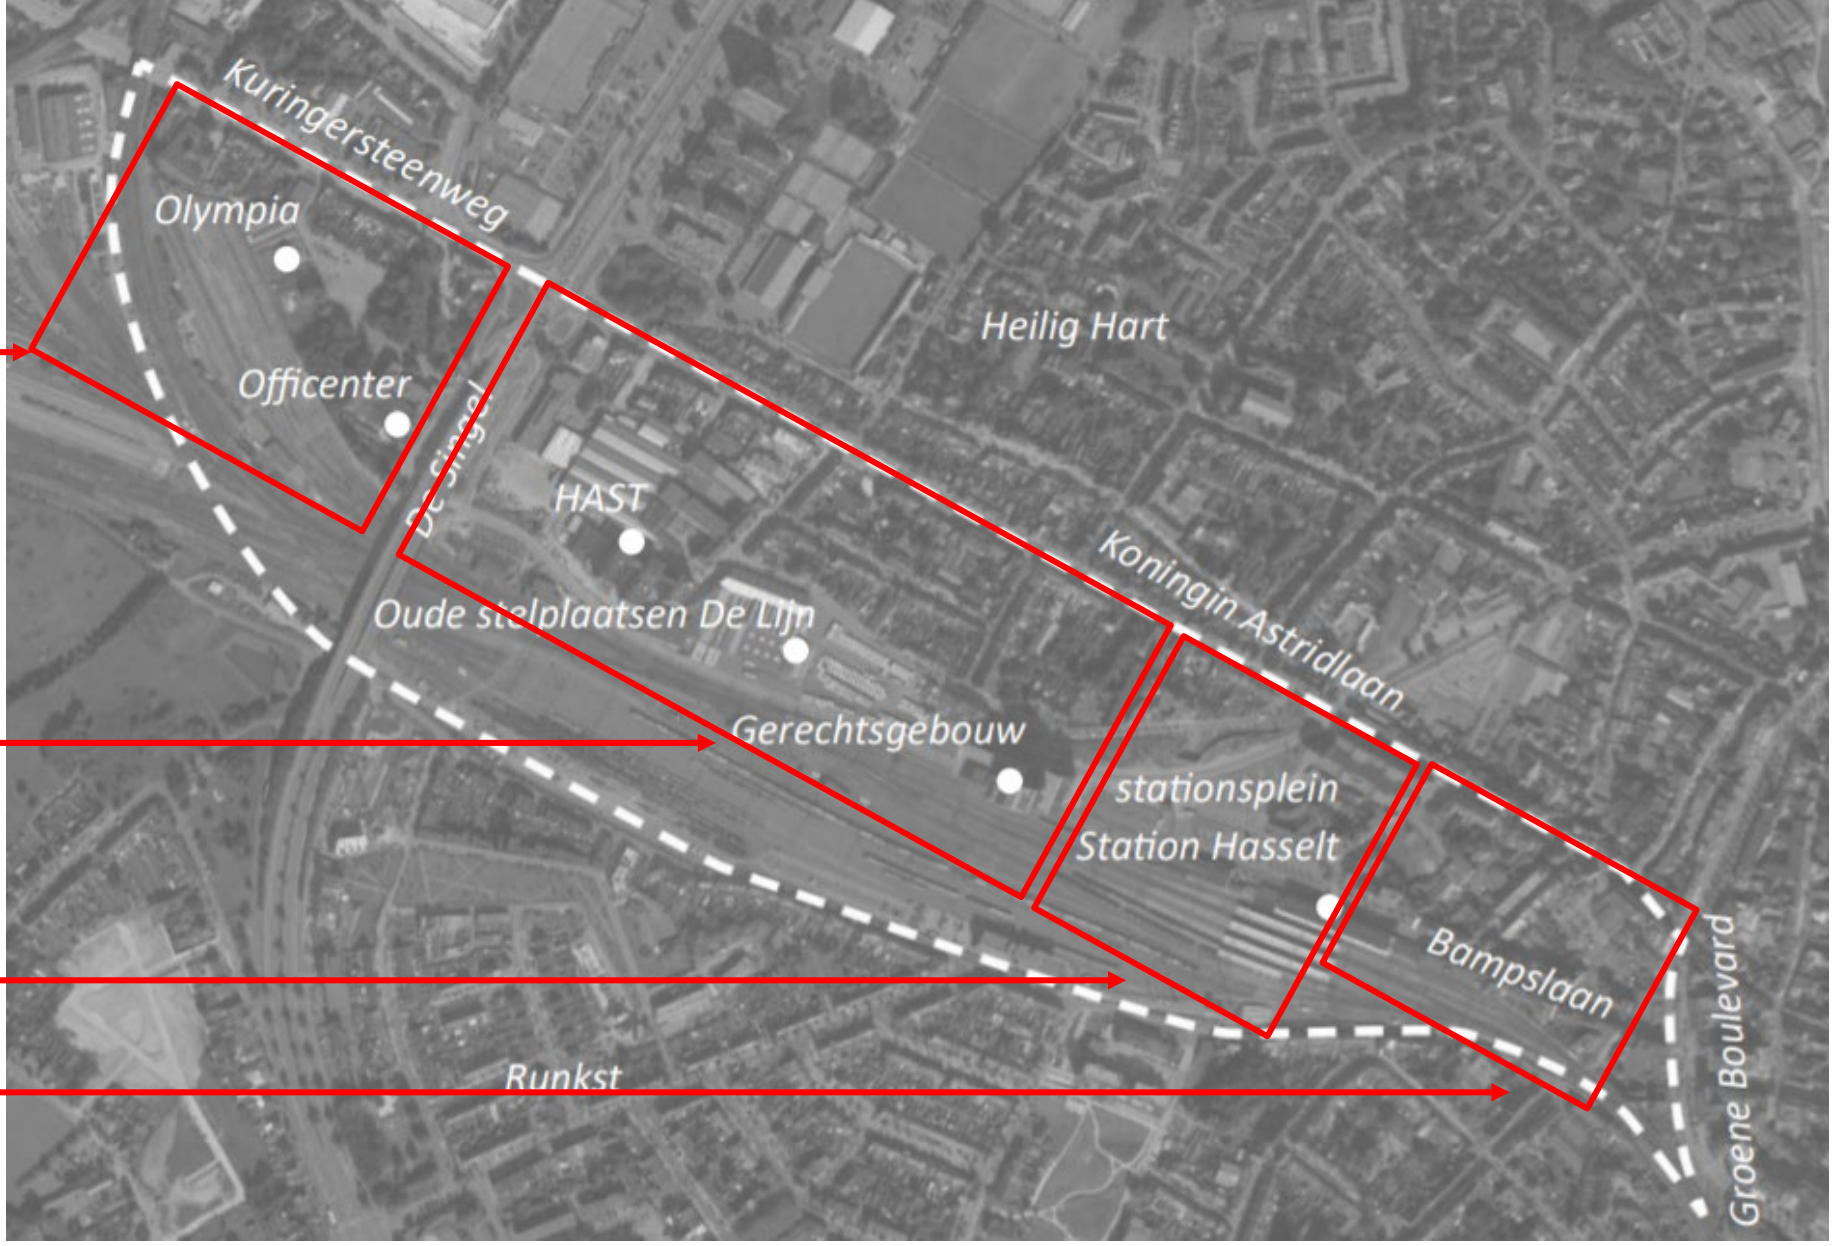 Kuringersteenweg
Olympia
Heilig Hart
Officenter
De Singel
HAST
Koningin Astridlaan
Oude stelplaatsen De Lijn
Gerechtsgebouw
stationsplein
Station Hasselt
Bampslaan
Groene Boulevard
Runkst